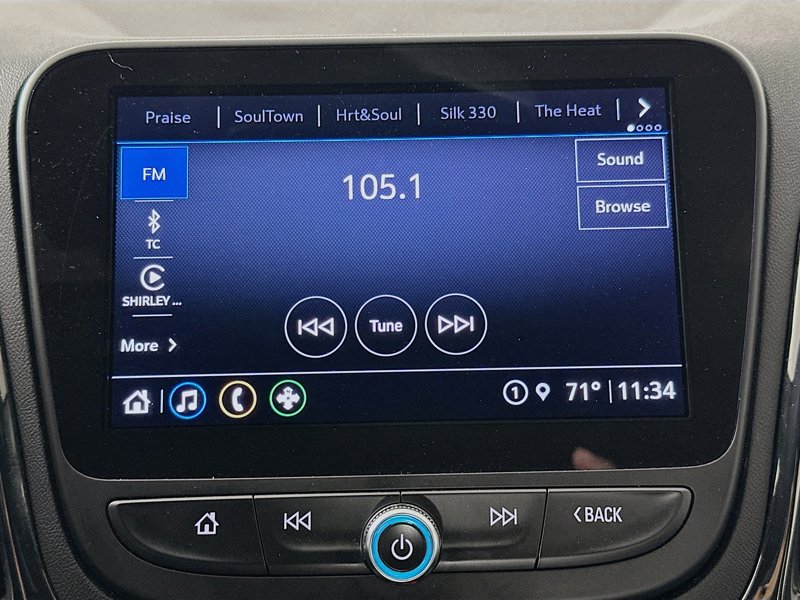 Praise | SoulTown | Hrt&Soul | Silk 330 | The Heat |
FM
105.1
Sound
Browse
TC
SHIRLEY ...
More
Tune
1 71° | 11:34
BACK